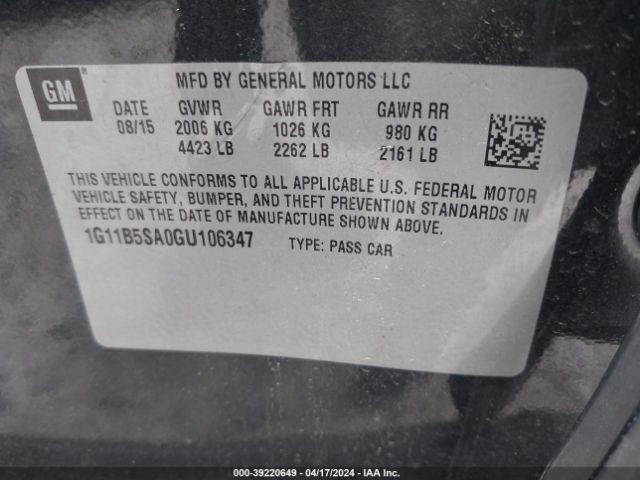 GM ®
MFD BY GENERAL MOTORS LLC
DATE GVWR GAWR FRT GAWR RR
08/15 2006 KG 1026 KG 980 KG
4423 LB 2262 LB 2161 LB
THIS VEHICLE CONFORMS TO ALL APPLICABLE U.S. FEDERAL MOTOR
VEHICLE SAFETY, BUMPER, AND THEFT PREVENTION STANDARDS IN
EFFECT ON THE DATE OF MANUFACTURE SHOWN ABOVE.
1G11B5SA0GU106347 TYPE: PASS CAR
000-39220649 - 04/17/2024 - IAA Inc.